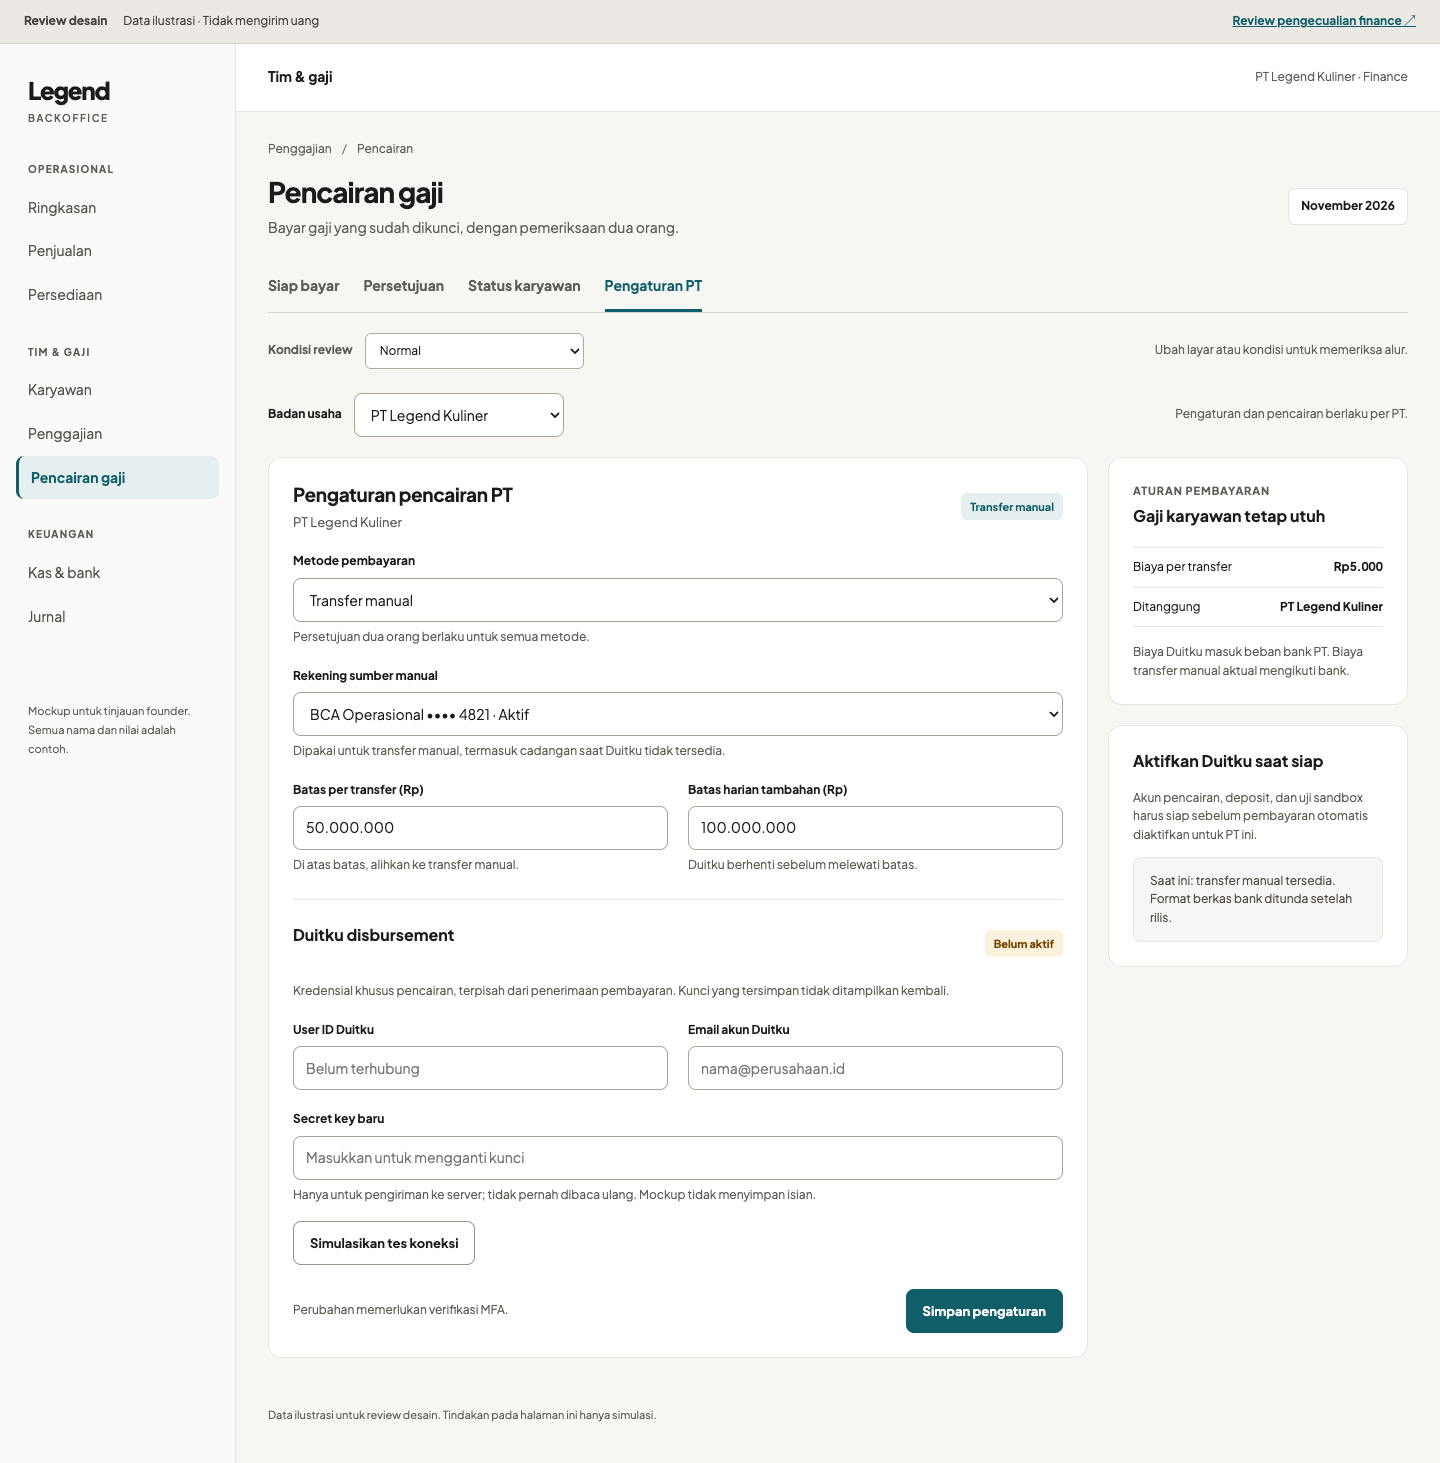 Review desain
Data ilustrasi · Tidak mengirim uang
Review pengecualian finance ↗
Legend
BACKOFFICE
OPERASIONAL
Ringkasan
Penjualan
Persediaan
TIM & GAJI
Karyawan
Penggajian
Pencairan gaji
KEUANGAN
Kas & bank
Jurnal
Mockup untuk tinjauan founder.
Semua nama dan nilai adalah
contoh.
Tim & gaji
PT Legend Kuliner · Finance
Penggajian / Pencairan
Pencairan gaji
Bayar gaji yang sudah dikunci, dengan pemeriksaan dua orang.
November 2026
Siap bayar
Persetujuan
Status karyawan
Pengaturan PT
Kondisi review
Normal
Ubah layar atau kondisi untuk memeriksa alur.
Badan usaha
PT Legend Kuliner
Pengaturan dan pencairan berlaku per PT.
Pengaturan pencairan PT
PT Legend Kuliner
Transfer manual
Metode pembayaran
Transfer manual
Persetujuan dua orang berlaku untuk semua metode.
Rekening sumber manual
BCA Operasional •••• 4821 · Aktif
Dipakai untuk transfer manual, termasuk cadangan saat Duitku tidak tersedia.
Batas per transfer (Rp)
50.000.000
Di atas batas, alihkan ke transfer manual.
Batas harian tambahan (Rp)
100.000.000
Duitku berhenti sebelum melewati batas.
Duitku disbursement
Belum aktif
Kredensial khusus pencairan, terpisah dari penerimaan pembayaran. Kunci yang tersimpan tidak ditampilkan kembali.
User ID Duitku
Belum terhubung
Email akun Duitku
nama@perusahaan.id
Secret key baru
Masukkan untuk mengganti kunci
Hanya untuk pengiriman ke server; tidak pernah dibaca ulang. Mockup tidak menyimpan isian.
Simulasikan tes koneksi
Perubahan memerlukan verifikasi MFA.
Simpan pengaturan
ATURAN PEMBAYARAN
Gaji karyawan tetap utuh
Biaya per transfer
Rp5.000
Ditanggung
PT Legend Kuliner
Biaya Duitku masuk beban bank PT. Biaya
transfer manual aktual mengikuti bank.
Aktifkan Duitku saat siap
Akun pencairan, deposit, dan uji sandbox
harus siap sebelum pembayaran otomatis
diaktifkan untuk PT ini.
Saat ini: transfer manual tersedia.
Format berkas bank ditunda setelah
rilis.
Data ilustrasi untuk review desain. Tindakan pada halaman ini hanya simulasi.